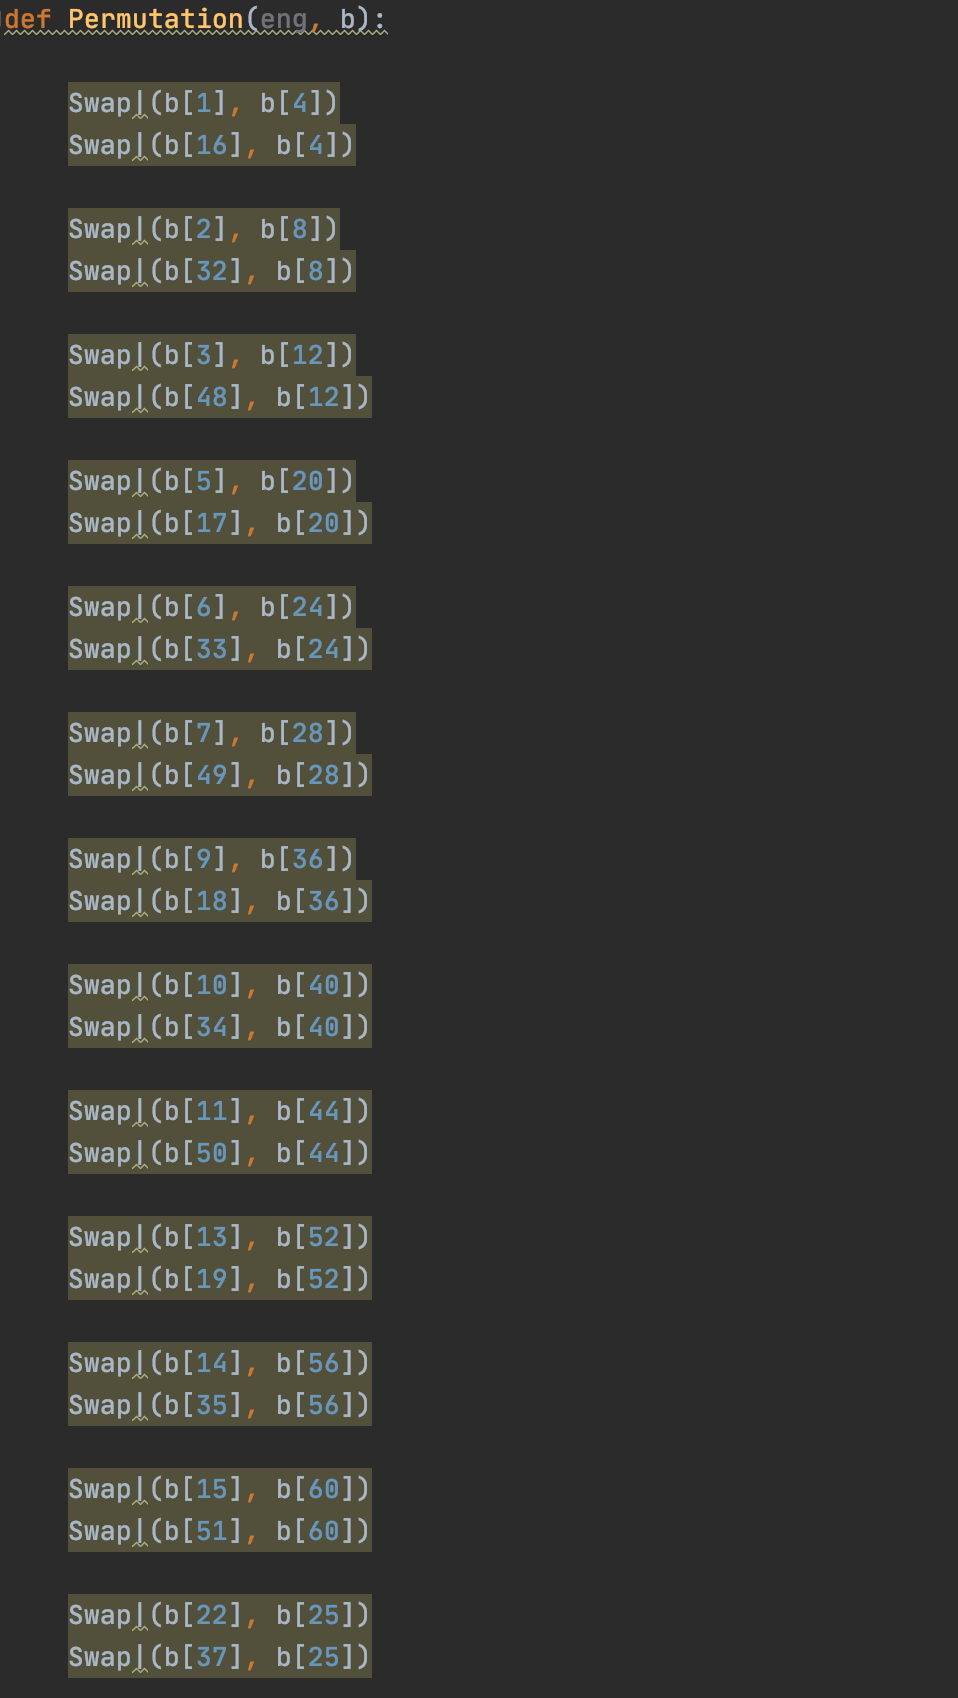 def Permutation(eng, b):
Swap|(b[1], b[4])
Swap|(b[16], b[4])
Swap|(b[2], b[8])
Swap|(b[32], b[8])
Swap|(b[3], b[12])
Swap|(b[48], b[12])
Swap|(b[5], b[20])
Swap|(b[17], b[20])
Swap|(b[6], b[24])
Swap|(b[33], b[24])
Swap|(b[7], b[28])
Swap|(b[49], b[28])
Swap|(b[9], b[36])
Swap|(b[18], b[36])
Swap|(b[10], b[40])
Swap|(b[34], b[40])
Swap|(b[11], b[44])
Swap|(b[50], b[44])
Swap|(b[13], b[52])
Swap|(b[19], b[52])
Swap|(b[14], b[56])
Swap|(b[35], b[56])
Swap|(b[15], b[60])
Swap|(b[51], b[60])
Swap|(b[22], b[25])
Swap|(b[37], b[25])